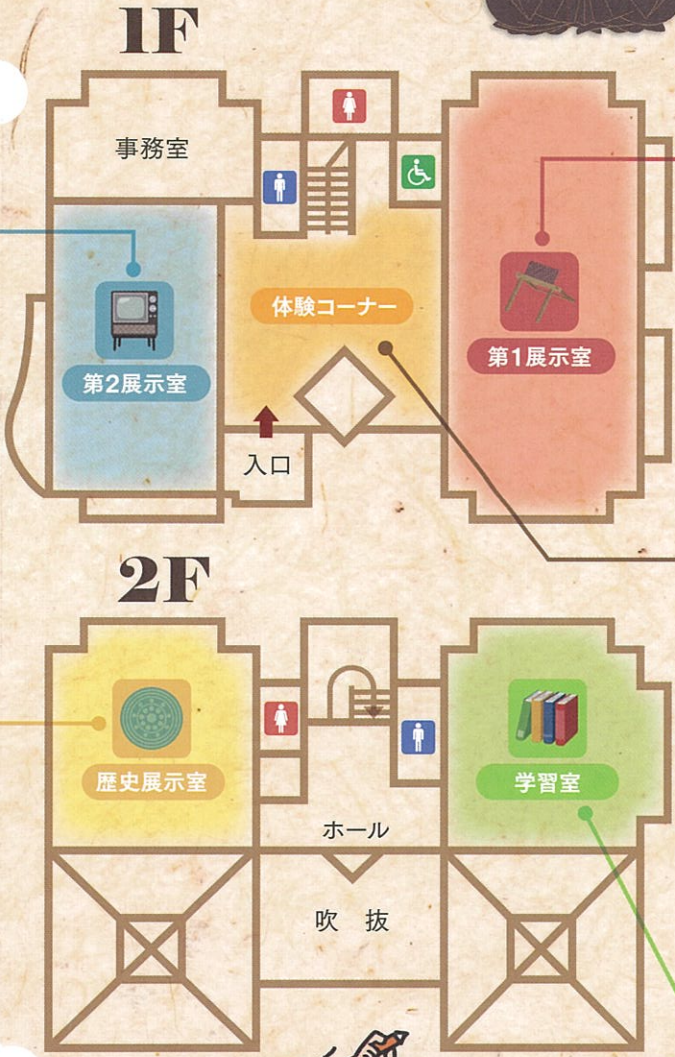 1F
事務室
体験コーナー
第1展示室
第2展示室
入口
2F
歴史展示室
学習室
ホール
吹 抜